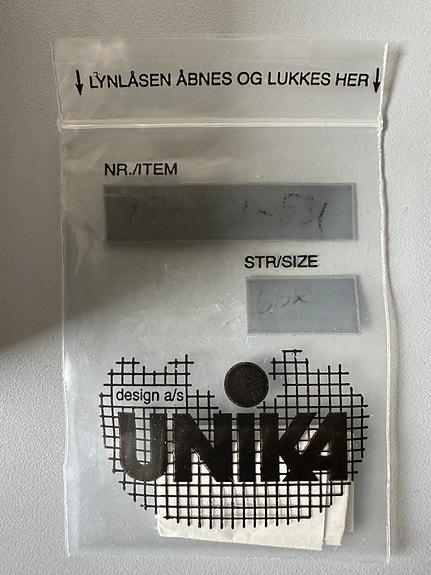 LYNLÅSEN ÅBNES OG LUKKES HER
NR./ITEM
STR/SIZE
design a/s
UNIKA